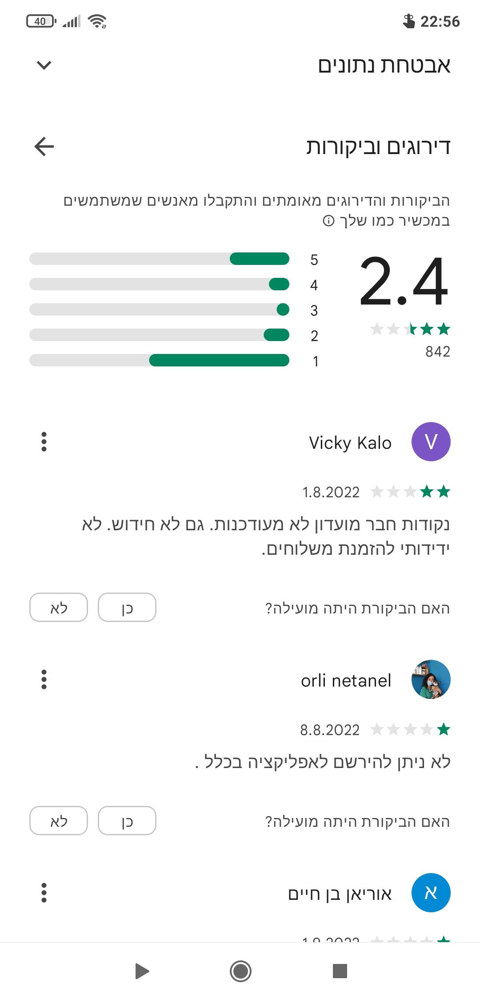 40
22:56
אבטחת נתונים
דירוגים וביקורות
הביקורות והדירוגים מאומתים והתקבלו מאנשים שמשתמשים
במכשיר כמו שלך
2.4
842
5
4
3
2
1
V
Vicky Kalo
1.8.2022
נקודות חבר מועדון לא מעודכנות. גם לא חידוש. לא
ידידותי להזמנת משלוחים.
האם הביקורת היתה מועילה?
כן
לא
orli netanel
8.8.2022
לא ניתן להירשם לאפליקציה בכלל .
האם הביקורת היתה מועילה?
כן
לא
א
אוריאן בן חיים
1.9.2022